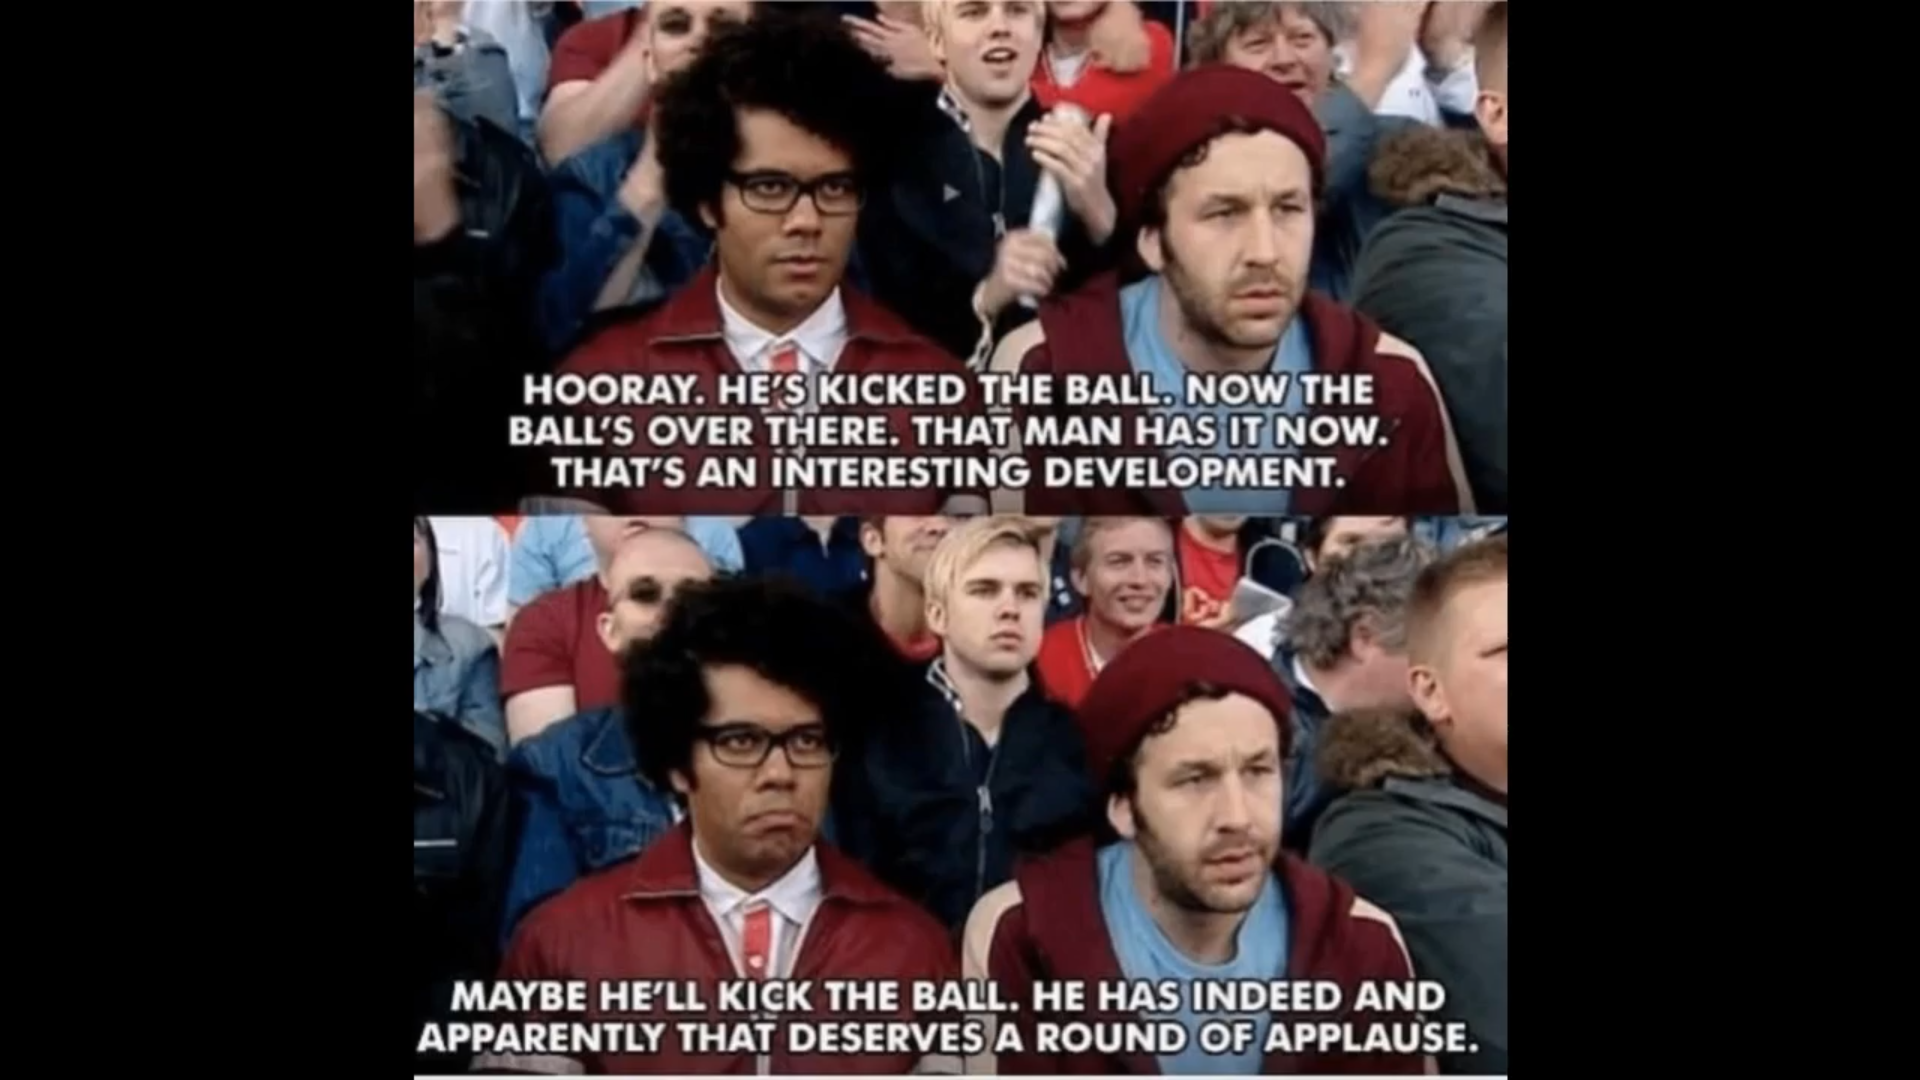 HOORAY. HE'S KICKED THE BALL. NOW THE
BALL'S OVER THERE. THAT MAN HAS IT NOW.
THAT'S AN INTERESTING DEVELOPMENT.
MAYBE HE'LL KICK THE BALL. HE HAS INDEED AND
APPARENTLY THAT DESERVES A ROUND OF APPLAUSE.